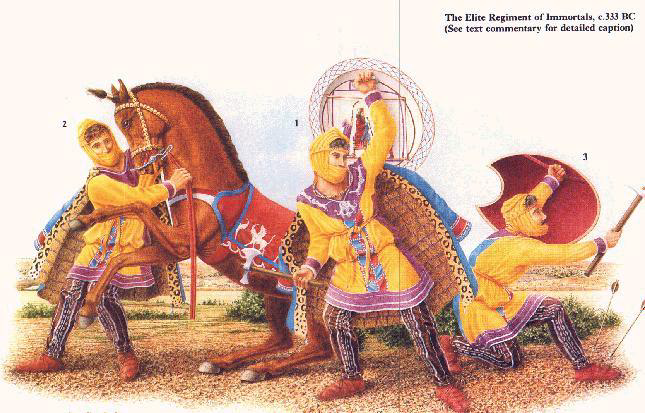 The Elite Regiment of Immortals, c.333 BC
(See text commentary for detailed caption)
2
1
3